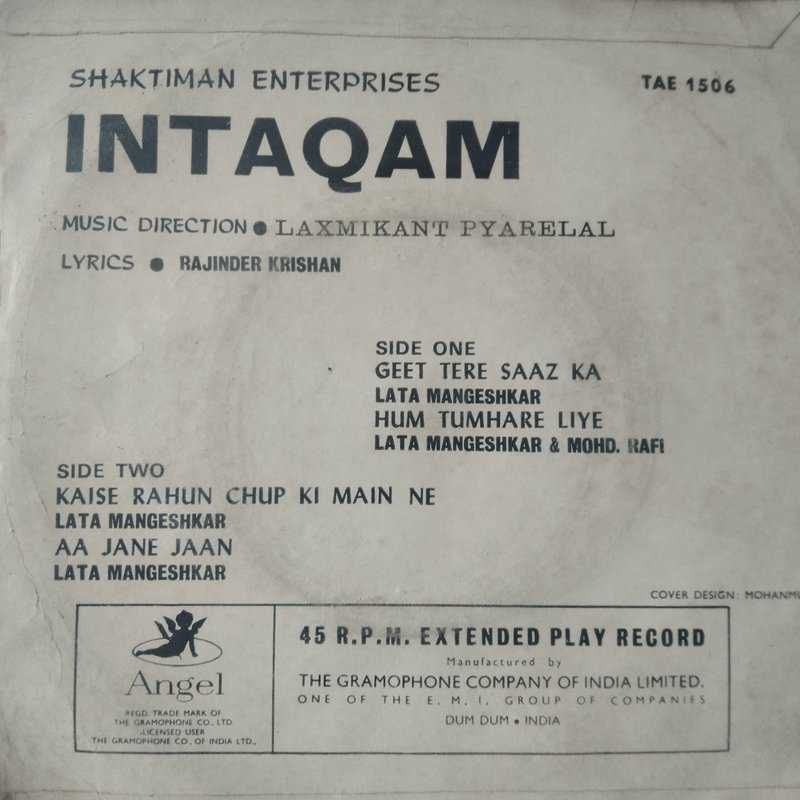 SHAKTIMAN ENTERPRISES
TAE 1506
INTAQAM
MUSIC DIRECTION ● LAXMIKANT PYARELAL
LYRICS ● RAJINDER KRISHAN
SIDE ONE
GEET TERE SAAZ KA
LATA MANGESHKAR
HUM TUMHARE LIYE
LATA MANGESHKAR & MOHD. RAFI
SIDE TWO
KAISE RAHUN CHUP KI MAIN NE
LATA MANGESHKAR
AA JANE JAAN
LATA MANGESHKAR
COVER DESIGN:
Angel
REGD. TRADE MARK OF
THE GRAMOPHONE CO., LTD.
LICENSED USER
THE GRAMOPHONE CO. OF INDIA LTD.,
45 R.P.M. EXTENDED PLAY RECORD
Manufactured by
THE GRAMOPHONE COMPANY OF INDIA LIMITED.
ONE OF THE E. M. I. GROUP OF COMPANIES
DUM DUM ● INDIA